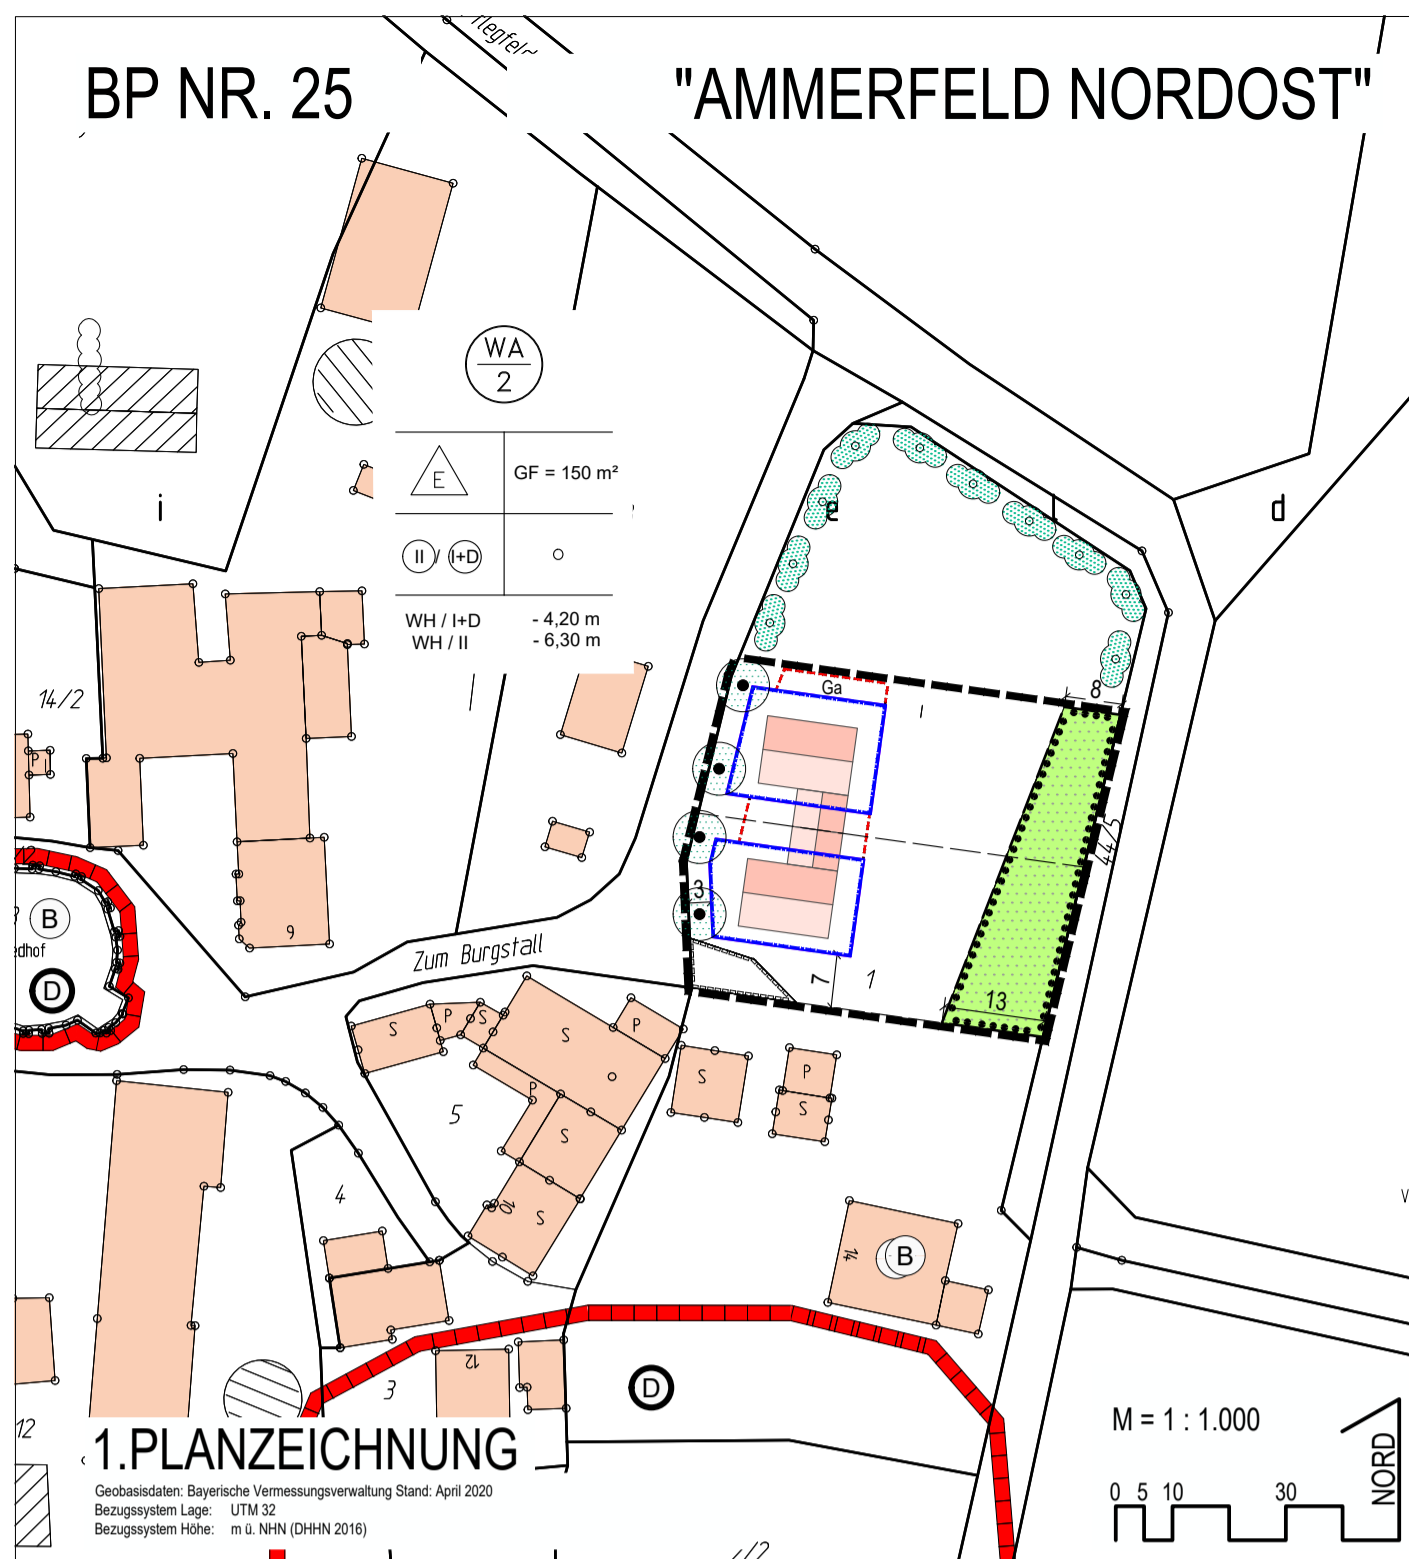 flegfeld
BP NR. 25
"AMMERFELD NORDOST"
WA
2
E
GF = 150 m²
II / I+D
o
WH / I+D - 4,20 m
WH / II - 6,30 m
i
e
l
d
14/2
P
Ga
8
44/5
3
7
1
13
9
Zum Burgstall
12
B
edhof
D
S
P
S
S
P
P
S
S
10
5
4
S
P
S
14
B
12
3
D
12
1.PLANZEICHNUNG
Geobasisdaten: Bayerische Vermessungsverwaltung Stand: April 2020
Bezugssystem Lage: UTM 32
Bezugssystem Höhe: m ü. NHN (DHHN 2016)
M = 1 : 1.000
0 5 10 30
NORD